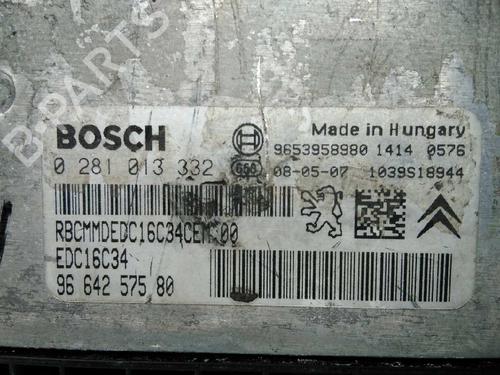 BOSCH
Made in Hungary
9653958980 1414 0576
0 281 013 332
08-05-07 1039S18944
RBCMMDEDC16C34CEMC00
EDC16C34
96 642 575 80
B-PARTS